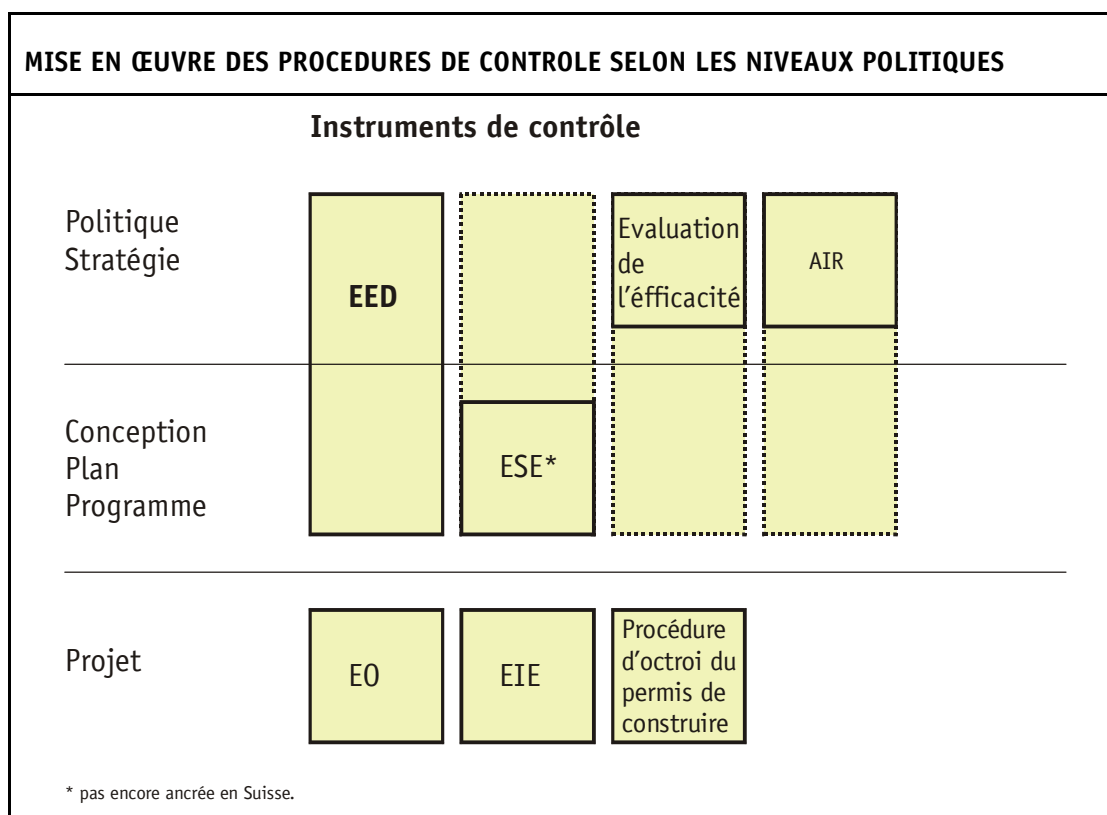 MISE EN ŒUVRE DES PROCEDURES DE CONTROLE SELON LES NIVEAUX POLITIQUES
Instruments de contrôle
Politique
Stratégie
EED
Evaluation
de
l'éfficacité
AIR
Conception
Plan
Programme
ESE*
Projet
EO
EIE
Procédure
d'octroi du
permis de
construire
* pas encore ancrée en Suisse.